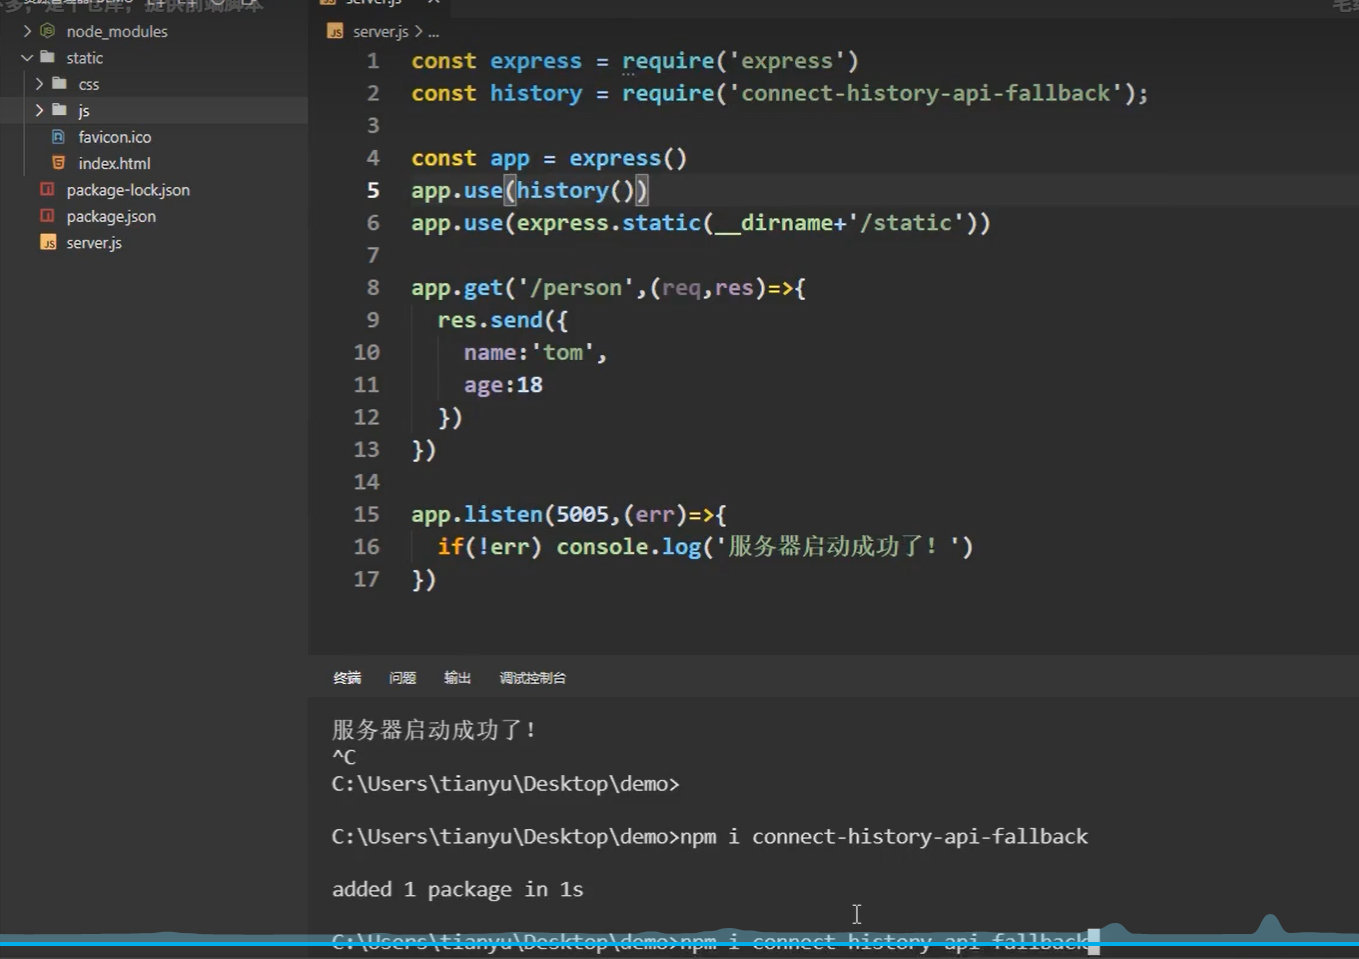 node_modules
static
css
js
favicon.ico
index.html
package-lock.json
package.json
server.js
server.js
server.js > ...
1 const express = require('express')
2 const history = require('connect-history-api-fallback');
3
4 const app = express()
5 app.use(history())
6 app.use(express.static(__dirname+'/static'))
7
8 app.get('/person',(req,res)=>{
9 res.send({
10 name:'tom',
11 age:18
12 })
13 })
14
15 app.listen(5005,(err)=>{
16 if(!err) console.log('服务器启动成功了！')
17 })
终端 问题 输出 调试控制台
服务器启动成功了！
^C
C:\Users\tianyu\Desktop\demo>
C:\Users\tianyu\Desktop\demo>npm i connect-history-api-fallback
added 1 package in 1s
C:\Users\tianyu\Desktop\demo>npm i connect-history-api-fallback